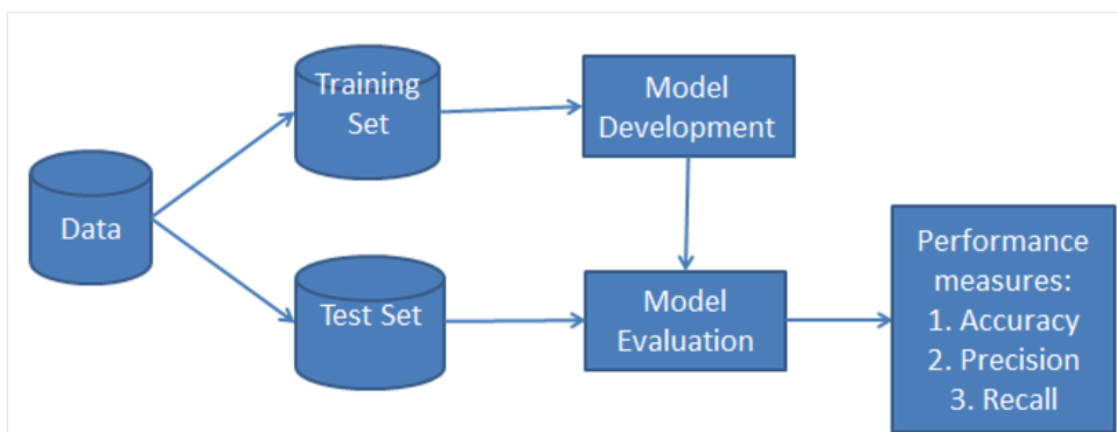 Training
Set
Model
Development
Data
Test Set
Model
Evaluation
Performance
measures:
1. Accuracy
2. Precision
3. Recall